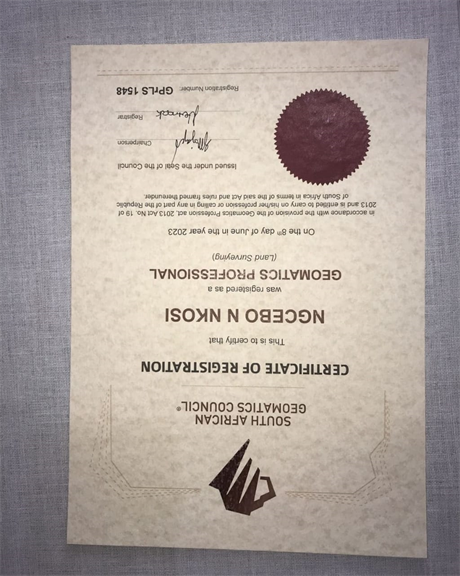 SOUTH AFRICAN
GEOMATICS COUNCIL®
CERTIFICATE OF REGISTRATION
This is to certify that
NGCEBO N NKOSI
was registered as a
GEOMATICS PROFESSIONAL
(Land Surveying)
On the 8th day of June in the year 2023
in accordance with the provision of the Geomatics Profession act, 2013 Act No. 19 of
2013 and is entitled to carry on his/her profession or calling in any part of the Republic
of South Africa in terms of the said Act and rules framed thereunder.
Issued under the Seal of the Council
Chairperson
Registrar
Registration Number: GPrLS 1548